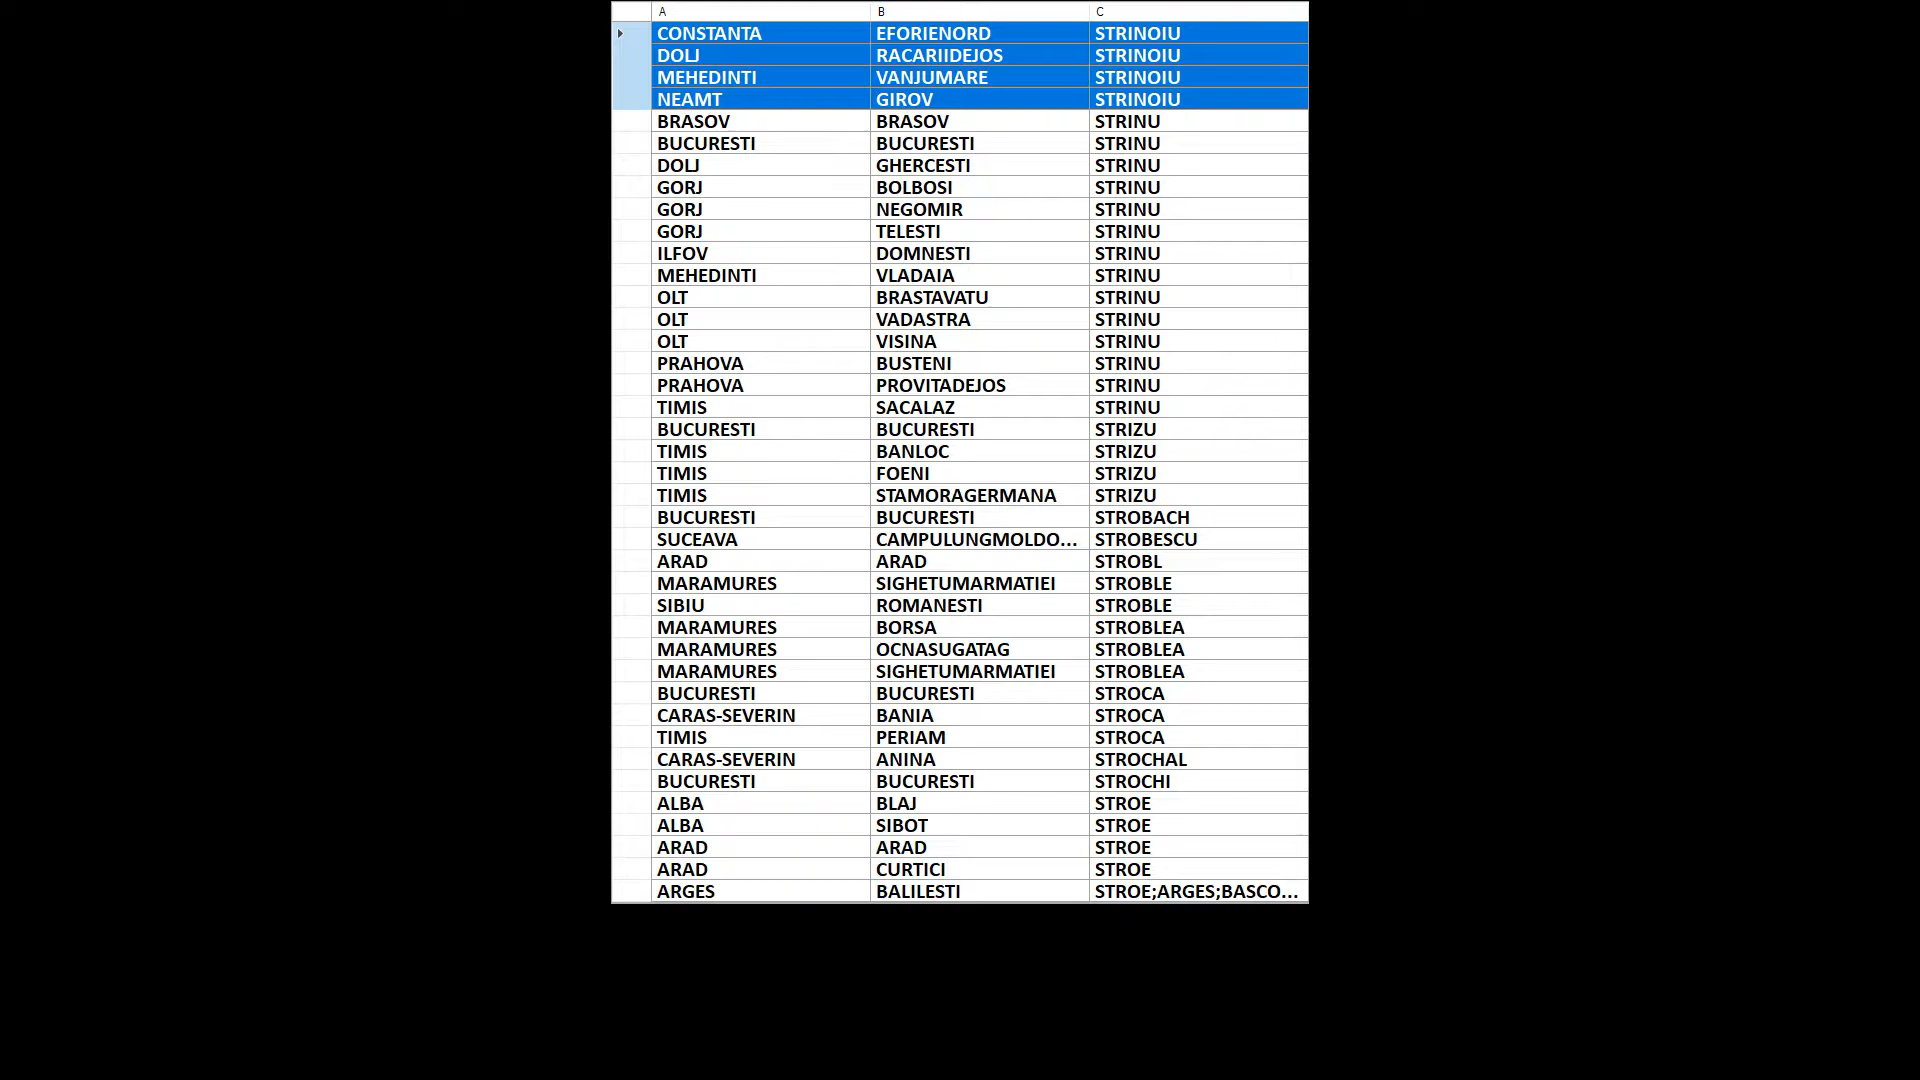 A B C
CONSTANTA EFORIENORD STRINOIU
DOLJ RACARIIDEJOS STRINOIU
MEHEDINTI VANJUMARE STRINOIU
NEAMT GIROV STRINOIU
BRASOV BRASOV STRINU
BUCURESTI BUCURESTI STRINU
DOLJ GHERCESTI STRINU
GORJ BOLBOSI STRINU
GORJ NEGOMIR STRINU
GORJ TELESTI STRINU
ILFOV DOMNESTI STRINU
MEHEDINTI VLADAIA STRINU
OLT BRASTAVATU STRINU
OLT VADASTRA STRINU
OLT VISINA STRINU
PRAHOVA BUSTENI STRINU
PRAHOVA PROVITADEJOS STRINU
TIMIS SACALAZ STRINU
BUCURESTI BUCURESTI STRIZU
TIMIS BANLOC STRIZU
TIMIS FOENI STRIZU
TIMIS STAMORAGERMANA STRIZU
BUCURESTI BUCURESTI STROBACH
SUCEAVA CAMPULUNGMOLDO... STROBESCU
ARAD ARAD STROBL
MARAMURES SIGHETUMARMATIEI STROBLE
SIBIU ROMANESTI STROBLE
MARAMURES BORSA STROBLEA
MARAMURES OCNASUGATAG STROBLEA
MARAMURES SIGHETUMARMATIEI STROBLEA
BUCURESTI BUCURESTI STROCA
CARAS-SEVERIN BANIA STROCA
TIMIS PERIAM STROCA
CARAS-SEVERIN ANINA STROCHAL
BUCURESTI BUCURESTI STROCHI
ALBA BLAJ STROE
ALBA SIBOT STROE
ARAD ARAD STROE
ARAD CURTICI STROE
ARGES BALILESTI STROE;ARGES;BASCO...